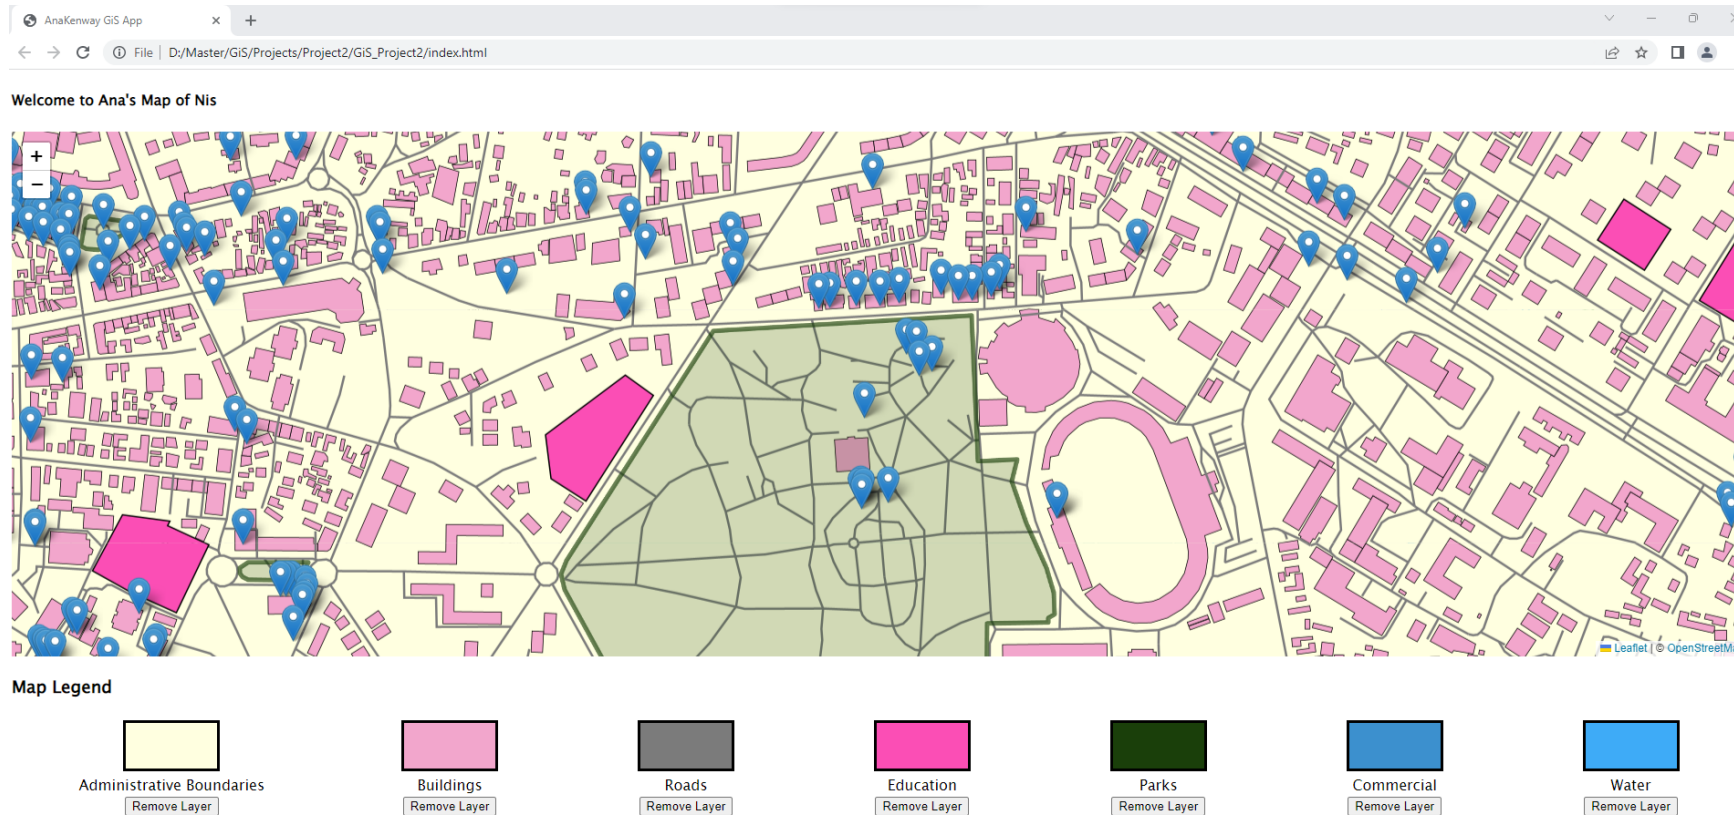 AnaKenway GiS App
File | D:/Master/GiS/Projects/Project2/GiS_Project2/index.html
Welcome to Ana's Map of Nis
+
−
Leaflet | © OpenStreetM
Map Legend
Administrative Boundaries Buildings Roads Education Parks Commercial Water
Remove Layer Remove Layer Remove Layer Remove Layer Remove Layer Remove Layer Remove Layer